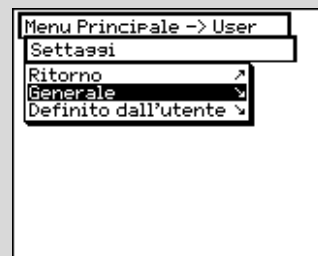 Menu Principale -> User
Settaggi
Ritorno ↗
Generale ↘
Definito dall'utente ↘